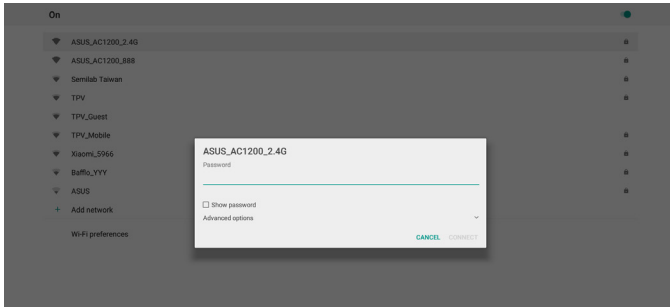 On
ASUS_AC1200_2.4G
ASUS_AC1200_888
Semilab Taiwan
TPV
TPV_Guest
TPV_Mobile
Xiaomi_5966
Bafflo_YYY
ASUS
+ Add network
Wi-Fi preferences
ASUS_AC1200_2.4G
Password
Show password
Advanced options
CANCEL CONNECT